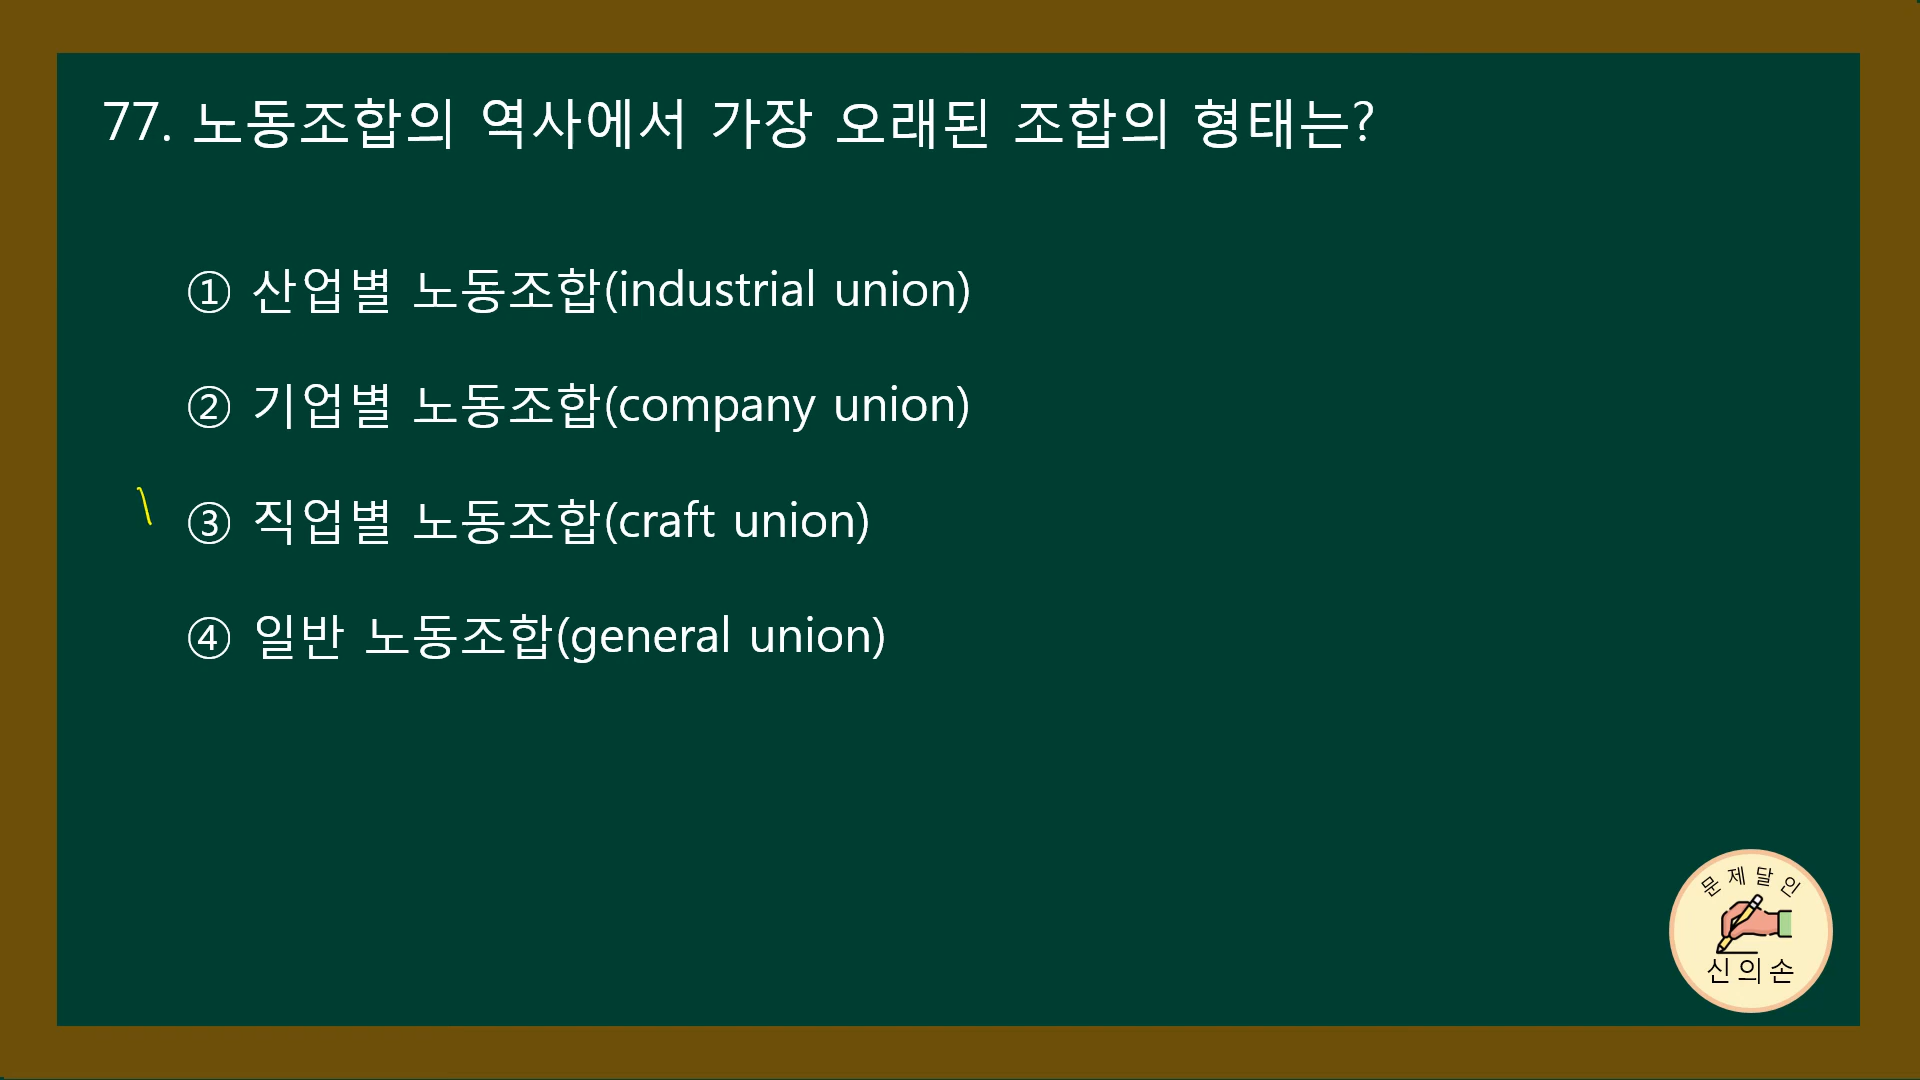 77. 노동조합의 역사에서 가장 오래된 조합의 형태는?
① 산업별 노동조합(industrial union)
② 기업별 노동조합(company union)
③ 직업별 노동조합(craft union)
④ 일반 노동조합(general union)
문제달인
신의손